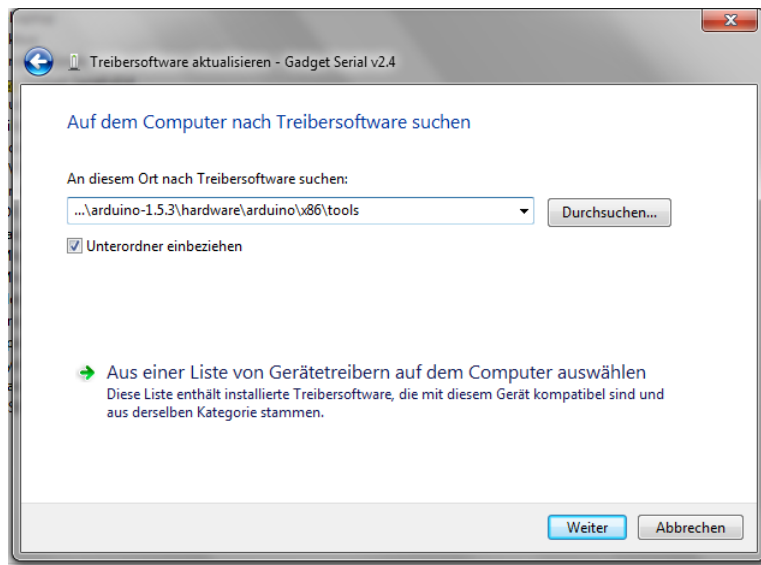 Treibersoftware aktualisieren - Gadget Serial v2.4
Auf dem Computer nach Treibersoftware suchen
An diesem Ort nach Treibersoftware suchen:
...\arduino-1.5.3\hardware\arduino\x86\tools
Durchsuchen...
Unterordner einbeziehen
Aus einer Liste von Gerätetreibern auf dem Computer auswählen
Diese Liste enthält installierte Treibersoftware, die mit diesem Gerät kompatibel sind und
aus derselben Kategorie stammen.
Weiter
Abbrechen